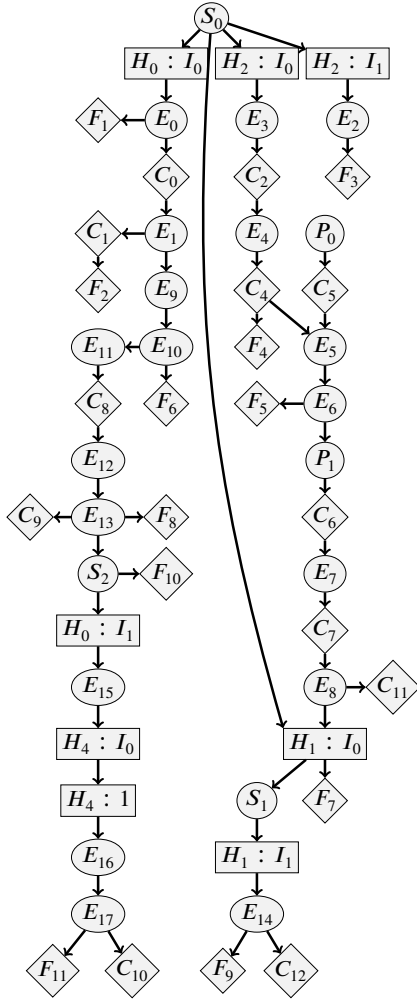 S0
H0 : I0 H2 : I0 H2 : I1
F1 E0 E3 E2
C0 C2 F3
C1 E1 E4 P0
F2 E9 C4 C5
E11 E10 F4 E5
C8 F6 F5 E6
E12 P1
C9 E13 F8 C6
S2 F10 E7
H0 : I1 C7
E15 E8 C11
H4 : I0 H1 : I0
H4 : 1 S1 F7
E16 H1 : I1
E17 E14
F11 C10 F9 C12